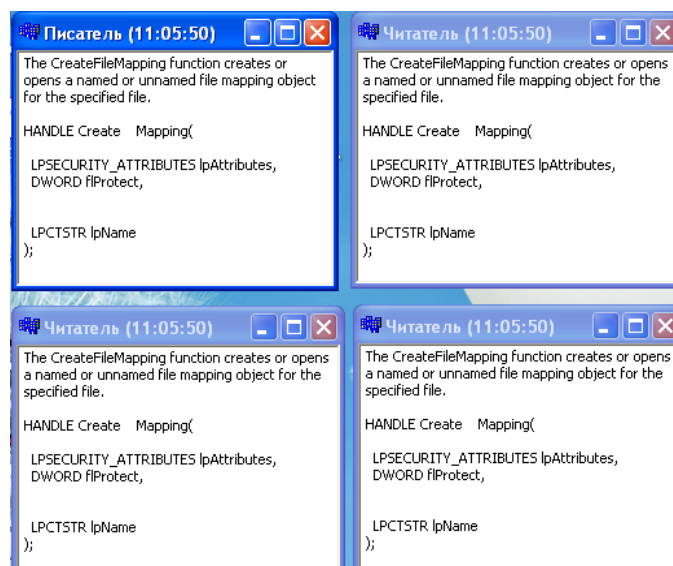 Писатель (11:05:50)
The CreateFileMapping function creates or
opens a named or unnamed file mapping object
for the specified file.
HANDLE Create    Mapping(
LPSECURITY_ATTRIBUTES lpAttributes,
DWORD flProtect,
LPCTSTR lpName
);
Читатель (11:05:50)
The CreateFileMapping function creates or opens
a named or unnamed file mapping object for the
specified file.
HANDLE Create    Mapping(
LPSECURITY_ATTRIBUTES lpAttributes,
DWORD flProtect,
LPCTSTR lpName
);
Читатель (11:05:50)
The CreateFileMapping function creates or opens
a named or unnamed file mapping object for the
specified file.
HANDLE Create    Mapping(
LPSECURITY_ATTRIBUTES lpAttributes,
DWORD flProtect,
LPCTSTR lpName
);
Читатель (11:05:50)
The CreateFileMapping function creates or opens
a named or unnamed file mapping object for the
specified file.
HANDLE Create    Mapping(
LPSECURITY_ATTRIBUTES lpAttributes,
DWORD flProtect,
LPCTSTR lpName
);